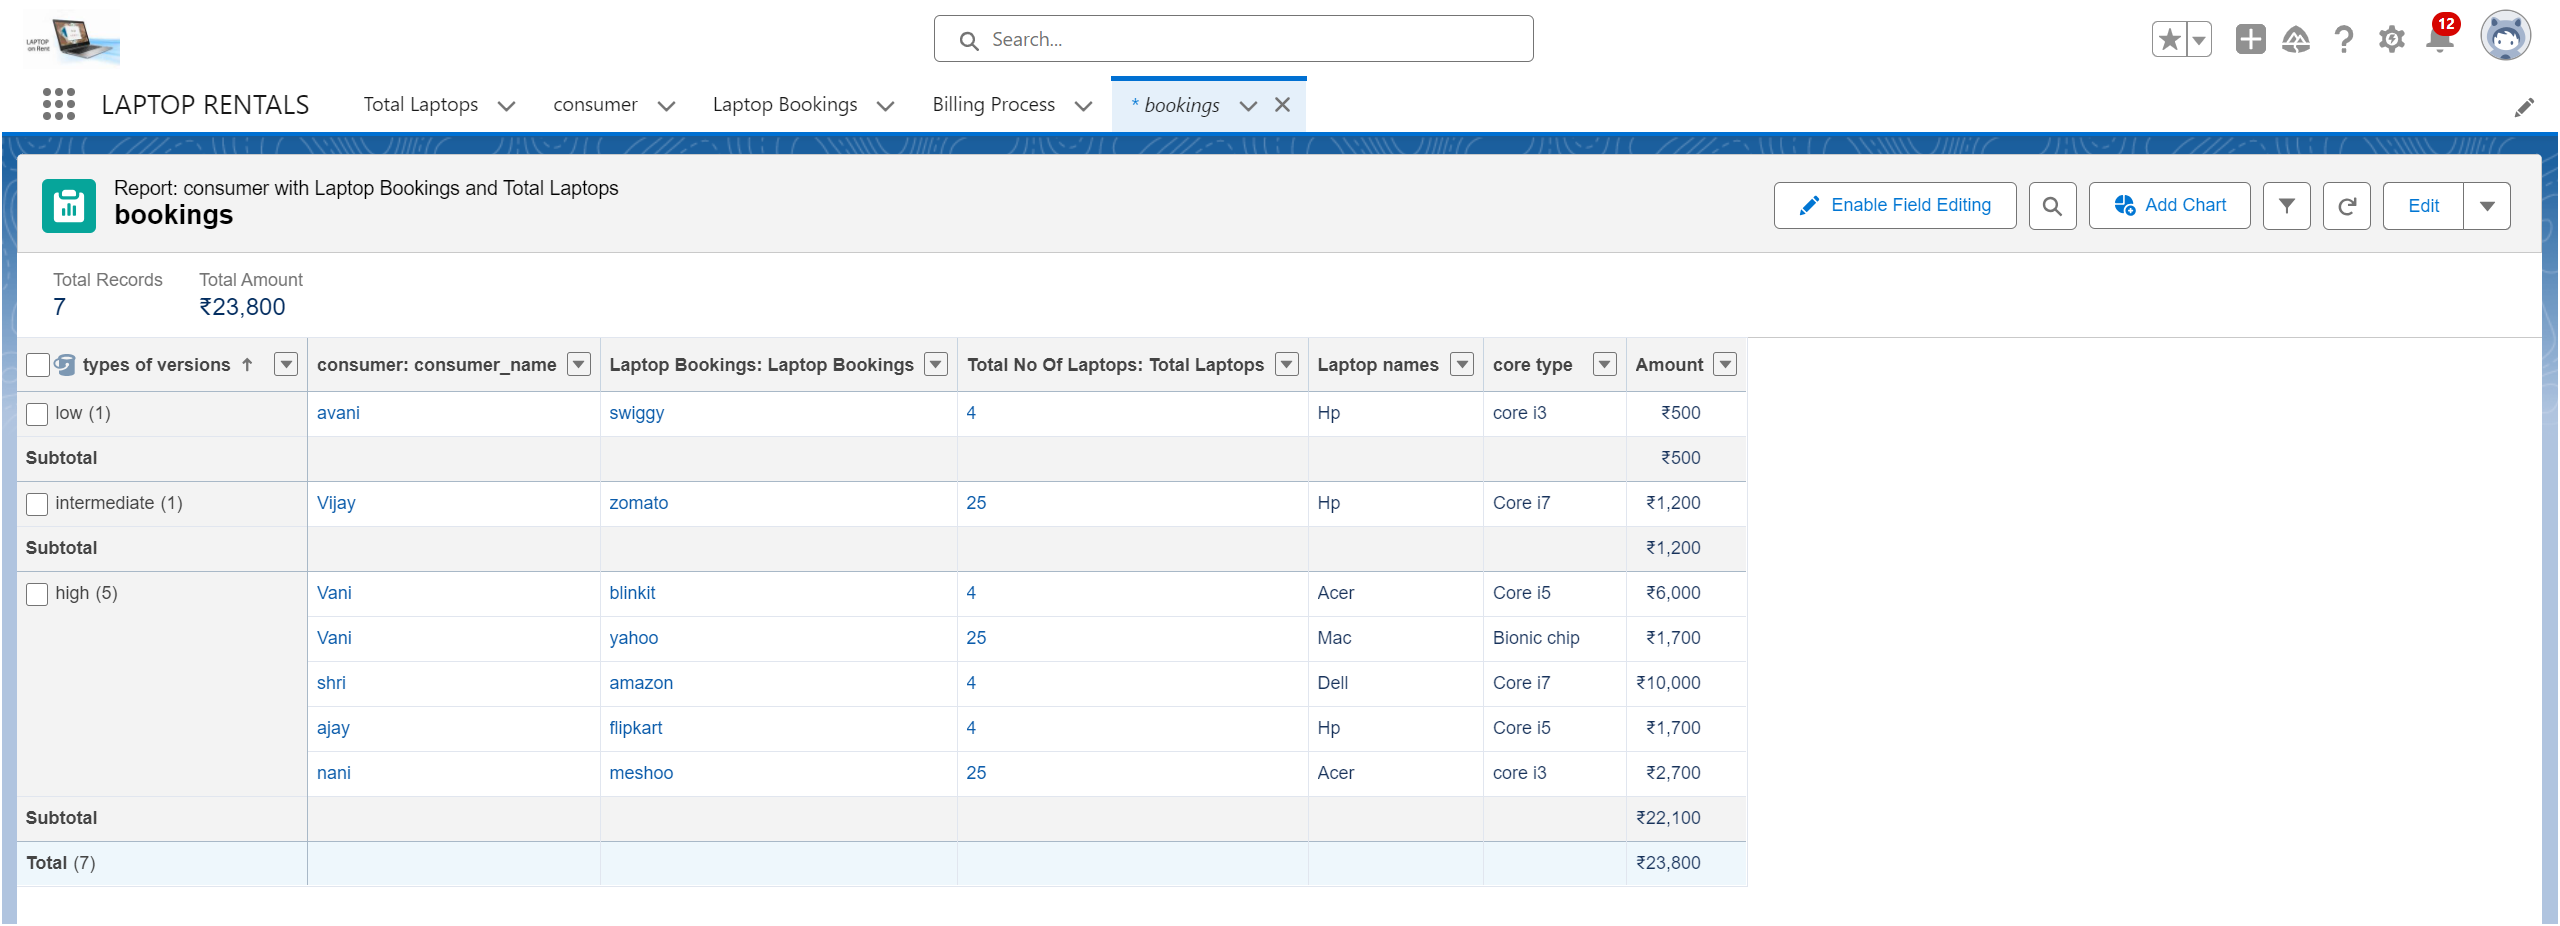 LAPTOP
on Rent
Search...
12
LAPTOP RENTALS Total Laptops consumer Laptop Bookings Billing Process * bookings
Report: consumer with Laptop Bookings and Total Laptops
bookings
Enable Field Editing Add Chart Edit
Total Records Total Amount
7 ₹23,800
types of versions ↑ consumer: consumer_name Laptop Bookings: Laptop Bookings Total No Of Laptops: Total Laptops Laptop names core type Amount
low (1) avani swiggy 4 Hp core i3 ₹500
Subtotal ₹500
intermediate (1) Vijay zomato 25 Hp Core i7 ₹1,200
Subtotal ₹1,200
high (5) Vani blinkit 4 Acer Core i5 ₹6,000
Vani yahoo 25 Mac Bionic chip ₹1,700
shri amazon 4 Dell Core i7 ₹10,000
ajay flipkart 4 Hp Core i5 ₹1,700
nani meshoo 25 Acer core i3 ₹2,700
Subtotal ₹22,100
Total (7) ₹23,800